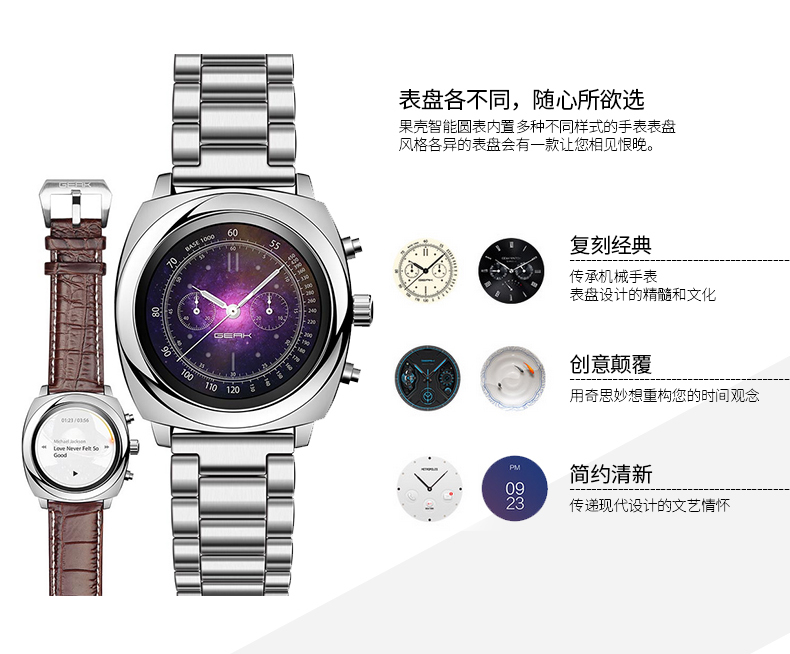 表盘各不同，随心所欲选
果壳智能圆表内置多种不同样式的手表表盘
风格各异的表盘会有一款让您相见恨晚。
GEAK
BASE 1000
60
55
70
80
90
100
110
120
GEAK
复刻经典
传承机械手表
表盘设计的精髓和文化
创意颠覆
用奇思妙想重构您的时间观念
01:23 / 03:56
Michael Jackson
Love Never Felt So
Good
简约清新
传递现代设计的文艺情怀
PM
09
23